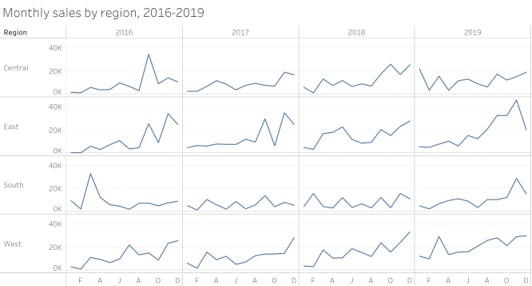 Monthly sales by region, 2016-2019
Region 2016 2017 2018 2019
Central 40K
20K
0K
East 40K
20K
0K
South 40K
20K
0K
West 40K
20K
0K
F A J A O D F A J A O D F A J A O D F A J A O D